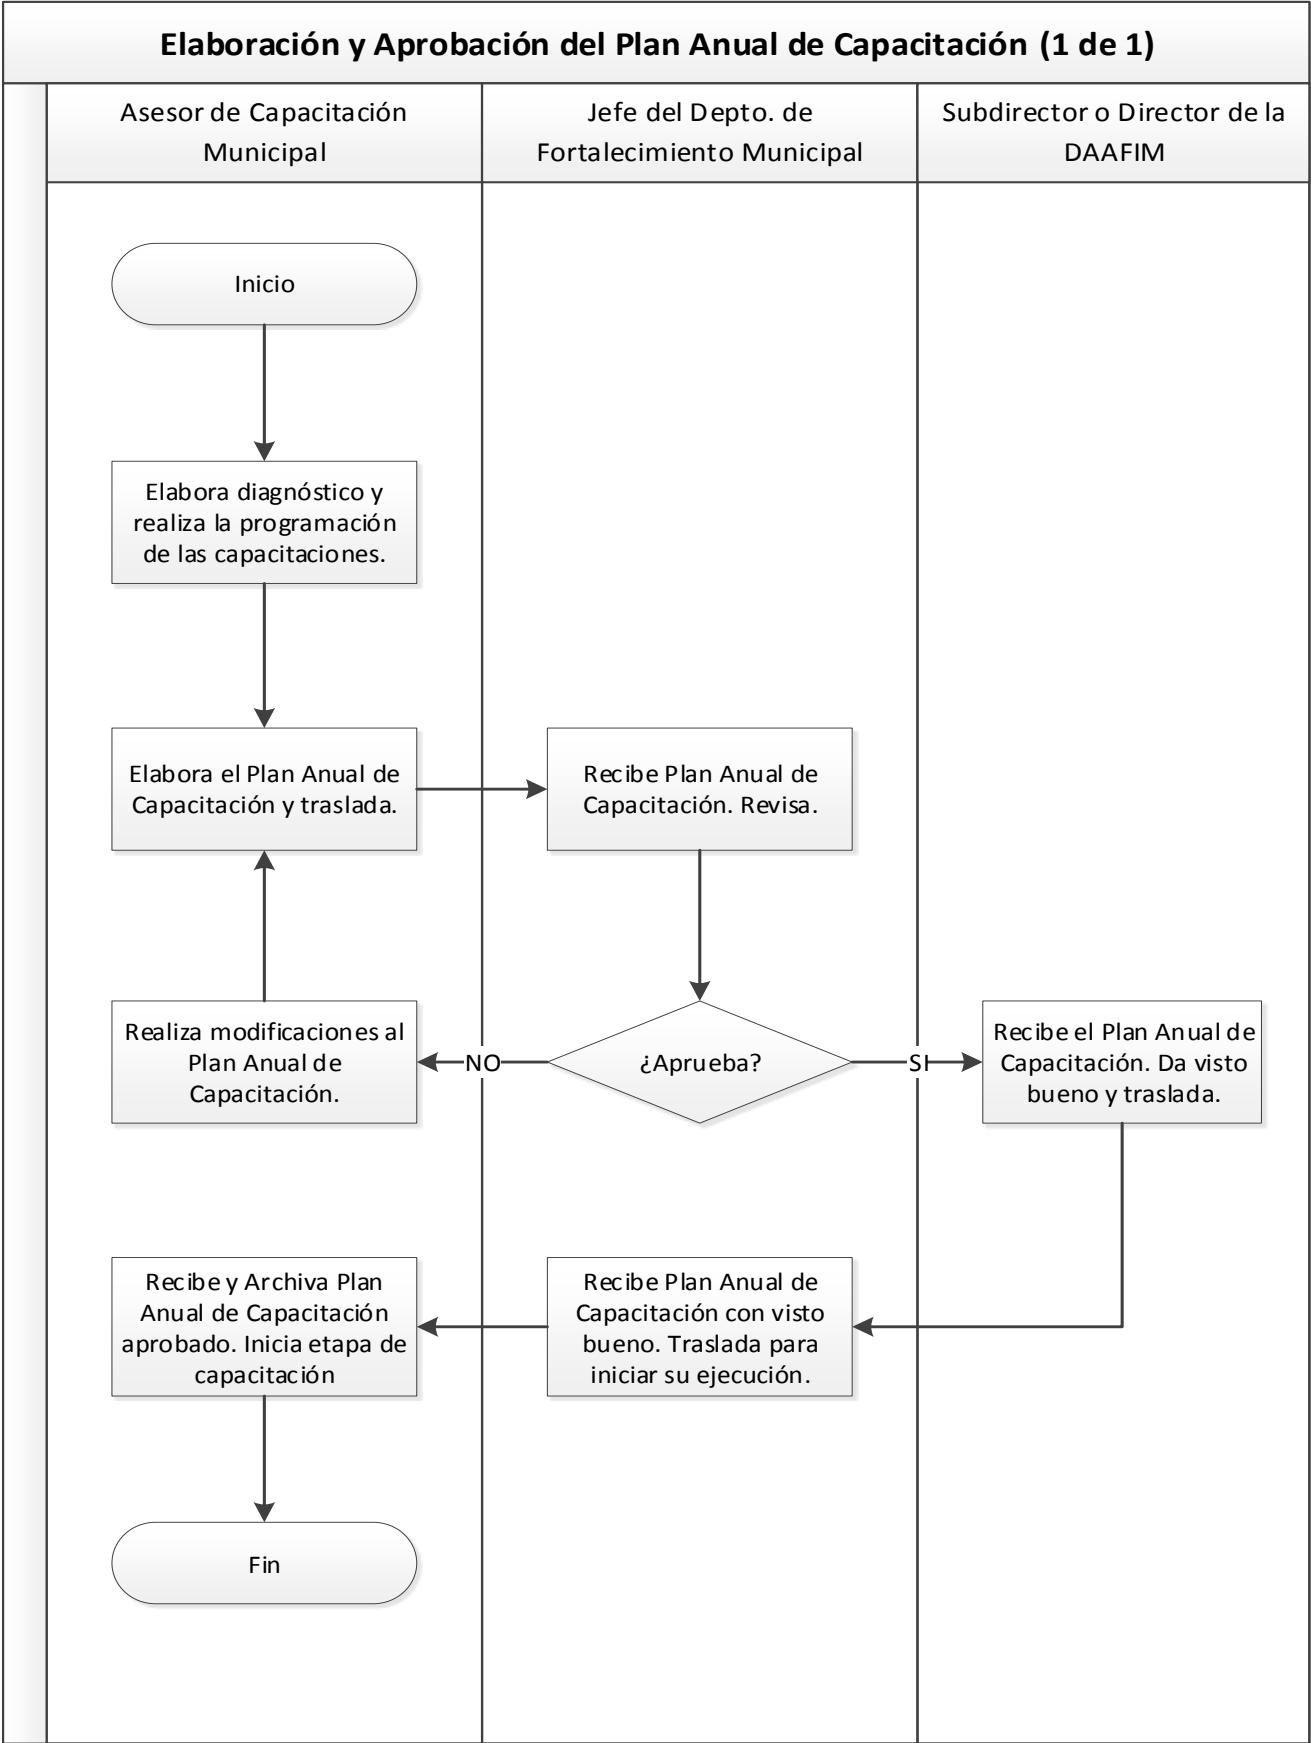 Elaboración y Aprobación del Plan Anual de Capacitación (1 de 1)
Asesor de Capacitación
Municipal
Jefe del Depto. de
Fortalecimiento Municipal
Subdirector o Director de la
DAAFIM
Inicio
Elabora diagnóstico y
realiza la programación
de las capacitaciones.
Elabora el Plan Anual de
Capacitación y traslada.
Recibe Plan Anual de
Capacitación. Revisa.
Realiza modificaciones al
Plan Anual de
Capacitación.
NO
¿Aprueba?
SI
Recibe el Plan Anual de
Capacitación. Da visto
bueno y traslada.
Recibe y Archiva Plan
Anual de Capacitación
aprobado. Inicia etapa de
capacitación
Recibe Plan Anual de
Capacitación con visto
bueno. Traslada para
iniciar su ejecución.
Fin